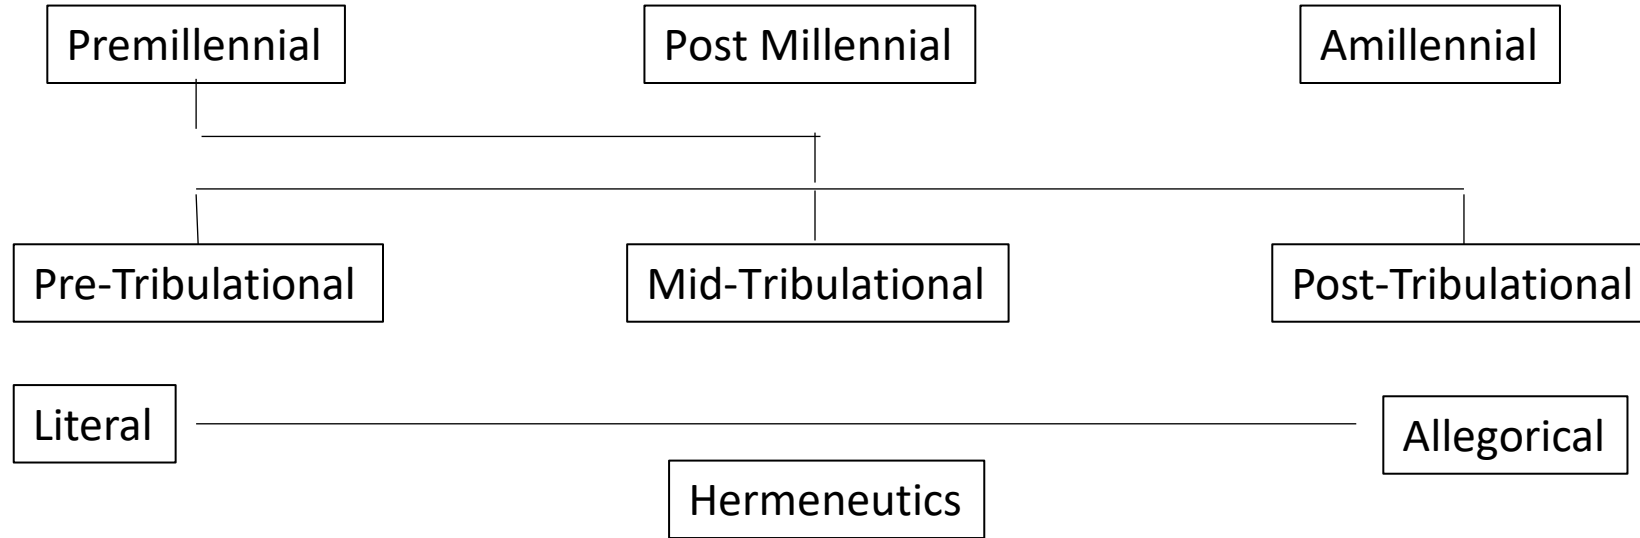 Premillennial
Post Millennial
Amillennial
Pre-Tribulational
Mid-Tribulational
Post-Tribulational
Literal
Allegorical
Hermeneutics